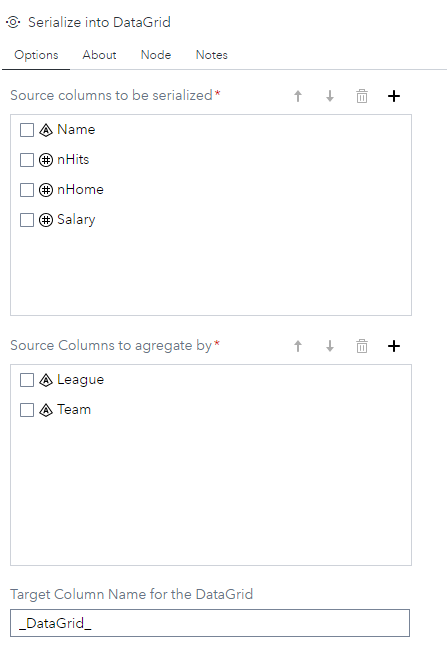 Serialize into DataGrid
Options About Node Notes
Source columns to be serialized*
Name
nHits
nHome
Salary
Source Columns to agregate by*
League
Team
Target Column Name for the DataGrid
_DataGrid_